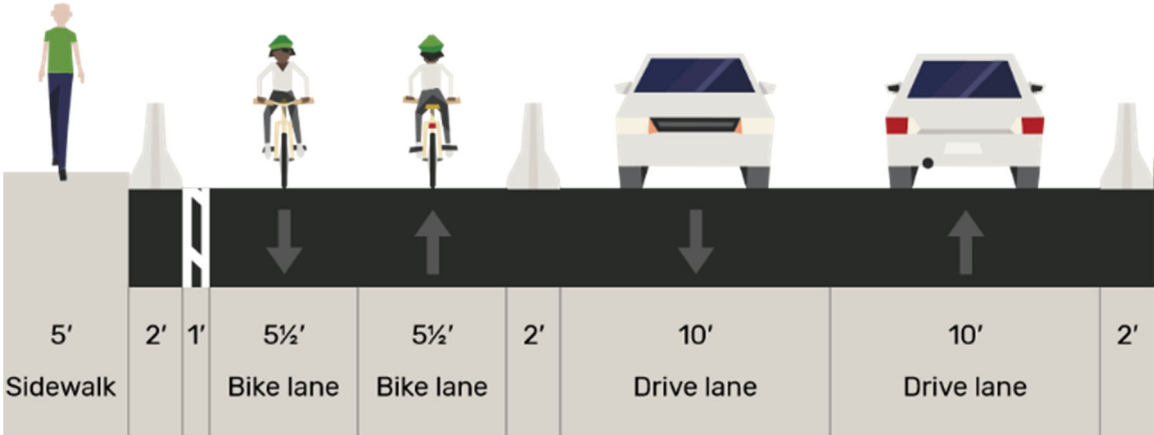 5′ 2′ 1′ 5½′ 5½′ 2′ 10′ 10′ 2′
Sidewalk Bike lane Bike lane Drive lane Drive lane